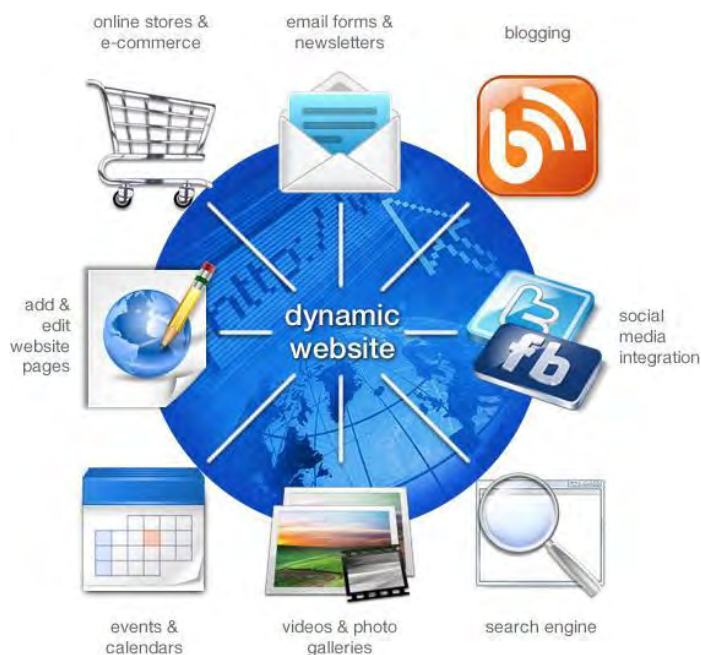 online stores &
e-commerce
email forms &
newsletters
blogging
http://
add &
edit
website
pages
dynamic
website
social
media
integration
fb
events &
calendars
videos & photo
galleries
search engine